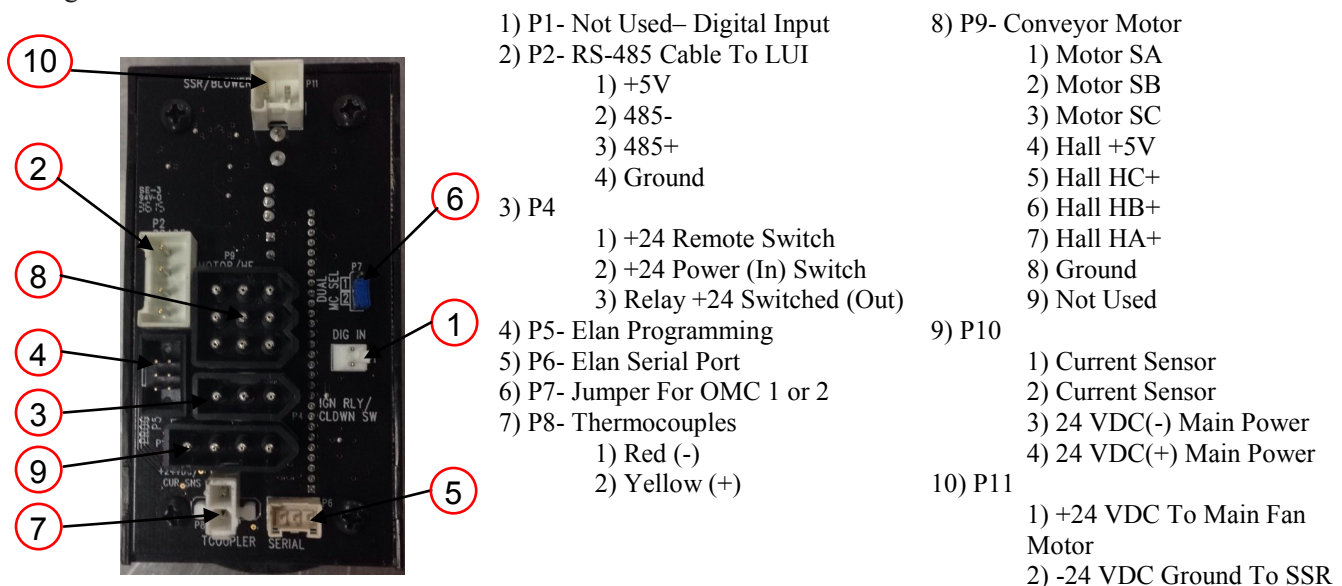 10
2
8
4
3
9
7
6
1
5
SSR/BLOWER
P11
P2
P9
MOTOR/HE
P7
DUAL
MC SEL
1
2
DIG IN
IGN RLY/
CLDWN SW
P5
CUR SNS
P8
TCOUPLER
P6
SERIAL
1) P1- Not Used– Digital Input
2) P2- RS-485 Cable To LUI
1) +5V
2) 485-
3) 485+
4) Ground
3) P4
1) +24 Remote Switch
2) +24 Power (In) Switch
3) Relay +24 Switched (Out)
4) P5- Elan Programming
5) P6- Elan Serial Port
6) P7- Jumper For OMC 1 or 2
7) P8- Thermocouples
1) Red (-)
2) Yellow (+)
8) P9- Conveyor Motor
1) Motor SA
2) Motor SB
3) Motor SC
4) Hall +5V
5) Hall HC+
6) Hall HB+
7) Hall HA+
8) Ground
9) Not Used
9) P10
1) Current Sensor
2) Current Sensor
3) 24 VDC(-) Main Power
4) 24 VDC(+) Main Power
10) P11
1) +24 VDC To Main Fan
Motor
2) -24 VDC Ground To SSR